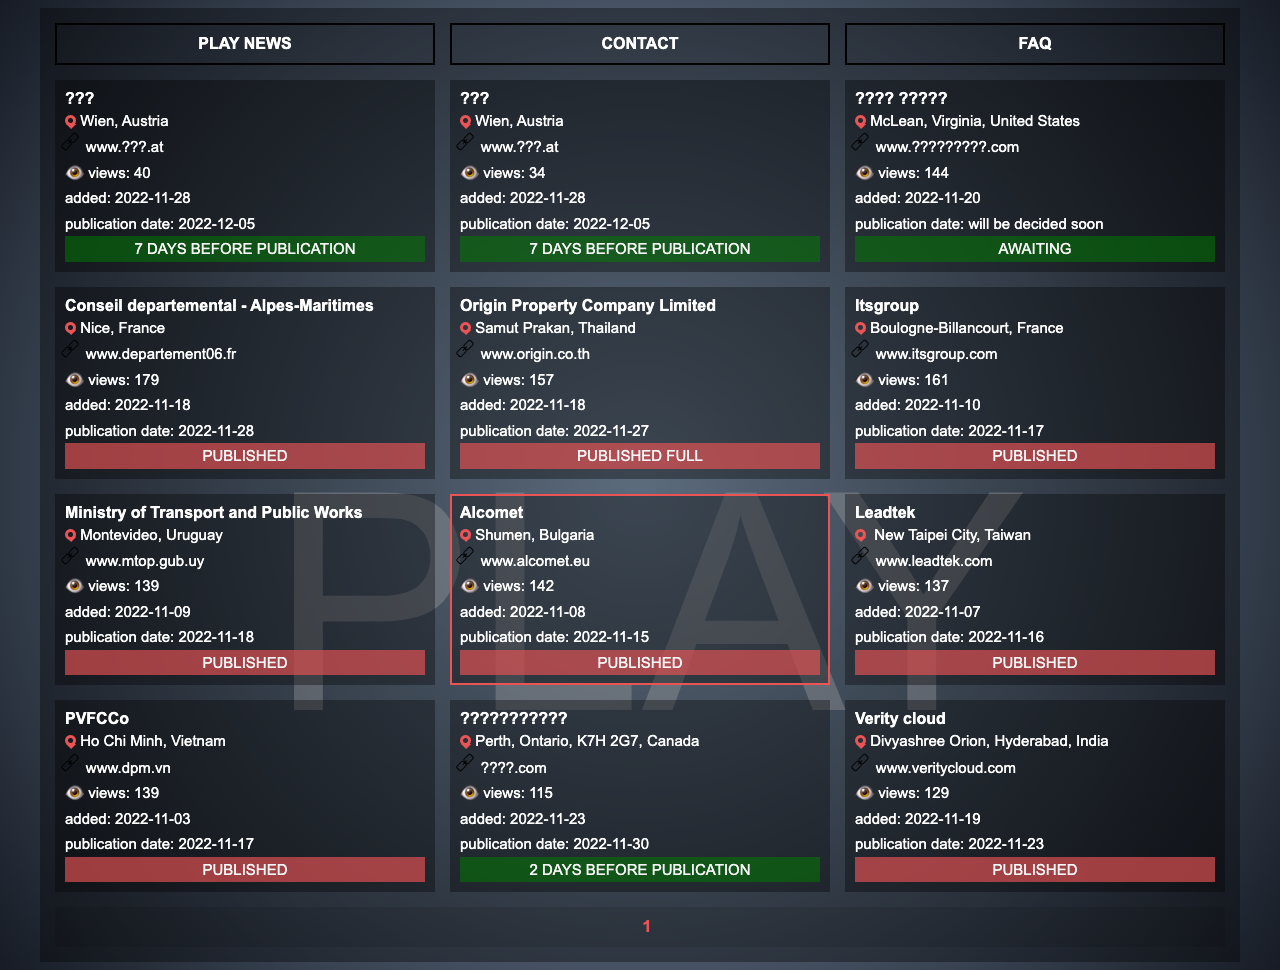 PLAY NEWS
CONTACT
FAQ
???
Wien, Austria
www.???.at
views: 40
added: 2022-11-28
publication date: 2022-12-05
7 DAYS BEFORE PUBLICATION
???
Wien, Austria
www.???.at
views: 34
added: 2022-11-28
publication date: 2022-12-05
7 DAYS BEFORE PUBLICATION
???? ?????
McLean, Virginia, United States
www.?????????.com
views: 144
added: 2022-11-20
publication date: will be decided soon
AWAITING
Conseil departemental - Alpes-Maritimes
Nice, France
www.departement06.fr
views: 179
added: 2022-11-18
publication date: 2022-11-28
PUBLISHED
Origin Property Company Limited
Samut Prakan, Thailand
www.origin.co.th
views: 157
added: 2022-11-18
publication date: 2022-11-27
PUBLISHED FULL
Itsgroup
Boulogne-Billancourt, France
www.itsgroup.com
views: 161
added: 2022-11-10
publication date: 2022-11-17
PUBLISHED
Ministry of Transport and Public Works
Montevideo, Uruguay
www.mtop.gub.uy
views: 139
added: 2022-11-09
publication date: 2022-11-18
PUBLISHED
Alcomet
Shumen, Bulgaria
www.alcomet.eu
views: 142
added: 2022-11-08
publication date: 2022-11-15
PUBLISHED
Leadtek
New Taipei City, Taiwan
www.leadtek.com
views: 137
added: 2022-11-07
publication date: 2022-11-16
PUBLISHED
PLAY
PVFCCo
Ho Chi Minh, Vietnam
www.dpm.vn
views: 139
added: 2022-11-03
publication date: 2022-11-17
PUBLISHED
???????????
Perth, Ontario, K7H 2G7, Canada
????.com
views: 115
added: 2022-11-23
publication date: 2022-11-30
2 DAYS BEFORE PUBLICATION
Verity cloud
Divyashree Orion, Hyderabad, India
www.veritycloud.com
views: 129
added: 2022-11-19
publication date: 2022-11-23
PUBLISHED
1